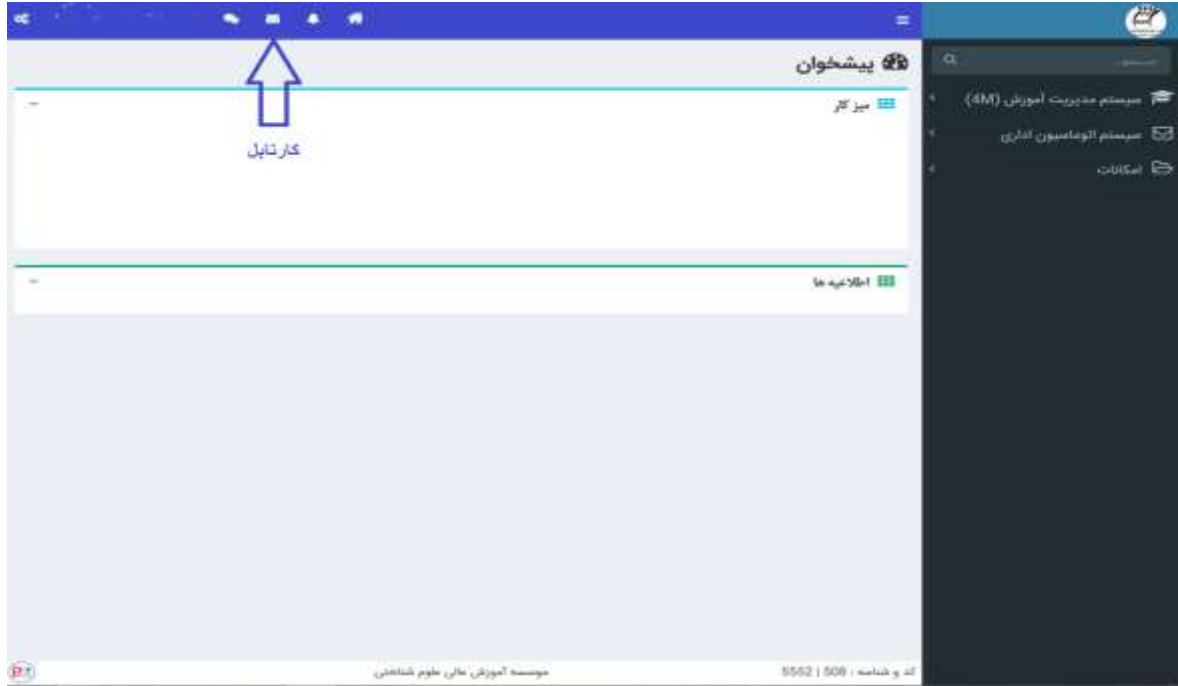 جستجو...
سیستم مدیریت آموزش (4M)
سیستم اتوماسیون اداری
امکانات
پیشخوان
میز کار
کارتابل
اطلاعیه ها
کد و شناسه : 508 | 5552
موسسه آموزش عالی علوم شناختی